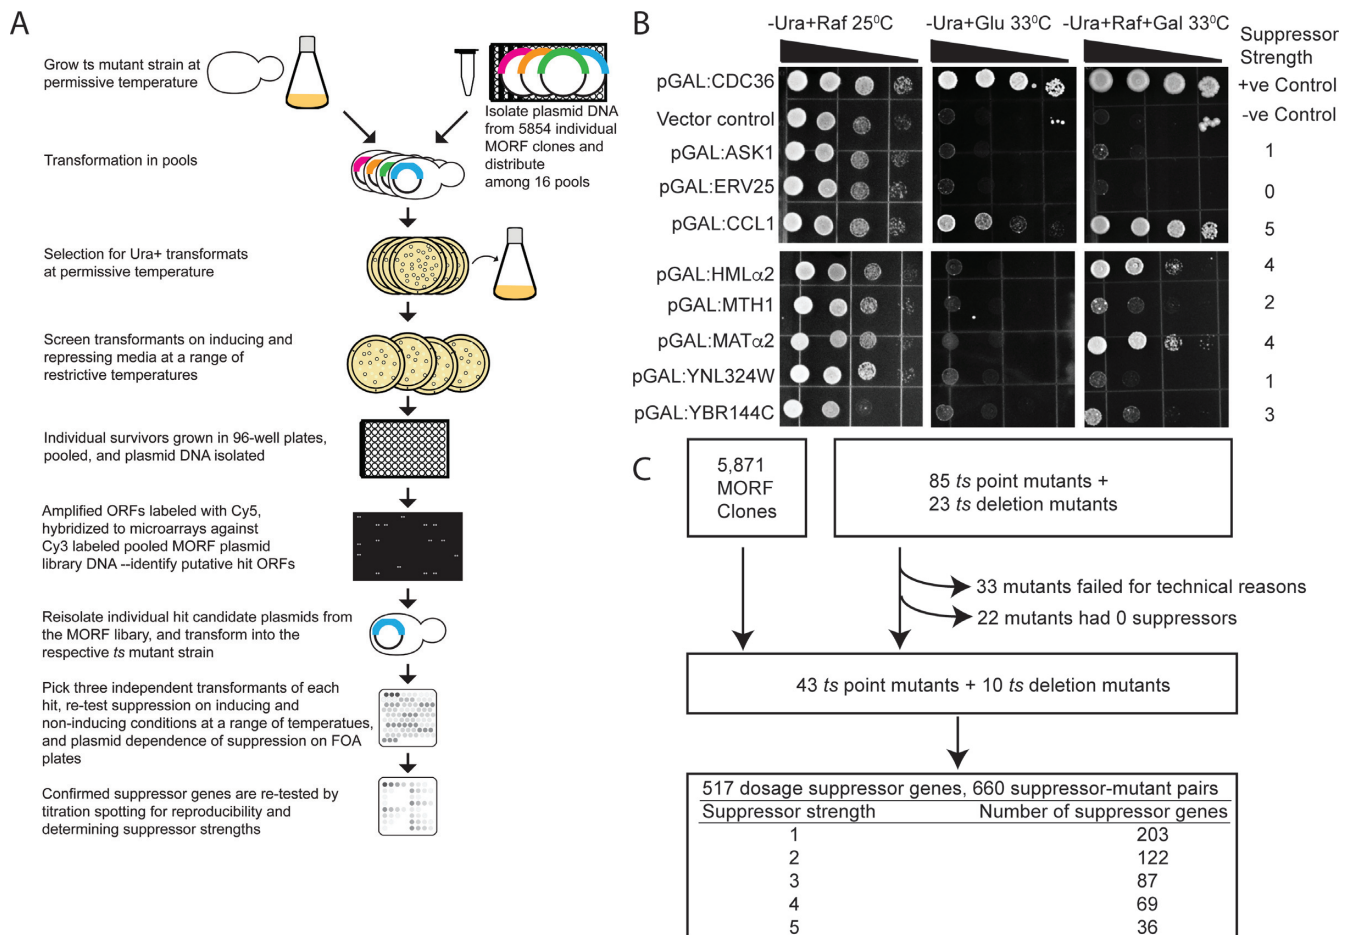 A
Grow ts mutant strain at
permissive temperature
Isolate plasmid DNA
from 5854 individual
MORF clones and
distribute
among 16 pools
Transformation in pools
Selection for Ura+ transformats
at permissive temperature
Screen transformants on inducing and
repressing media at a range of
restrictive temperatures
Individual survivors grown in 96-well plates,
pooled, and plasmid DNA isolated
Amplified ORFs labeled with Cy5,
hybridized to microarrays against
Cy3 labeled pooled MORF plasmid
library DNA --identify putative hit ORFs
Reisolate individual hit candidate plasmids from
the MORF libary, and transform into the
respective ts mutant strain
Pick three independent transformants of each
hit, re-test suppression on inducing and
non-inducing conditions at a range of temperatues,
and plasmid dependence of suppression on FOA
plates
Confirmed suppressor genes are re-tested by
titration spotting for reproducibility and
determining suppressor strengths
B
-Ura+Raf 25⁰C -Ura+Glu 33⁰C -Ura+Raf+Gal 33⁰C
Suppressor
Strength
pGAL:CDC36 +ve Control
Vector control -ve Control
pGAL:ASK1 1
pGAL:ERV25 0
pGAL:CCL1 5
pGAL:HMLα2 4
pGAL:MTH1 2
pGAL:MATα2 4
pGAL:YNL324W 1
pGAL:YBR144C 3
C
5,871
MORF
Clones
85 ts point mutants +
23 ts deletion mutants
33 mutants failed for technical reasons
22 mutants had 0 suppressors
43 ts point mutants + 10 ts deletion mutants
517 dosage suppressor genes, 660 suppressor-mutant pairs
Suppressor strength Number of suppressor genes
1 203
2 122
3 87
4 69
5 36